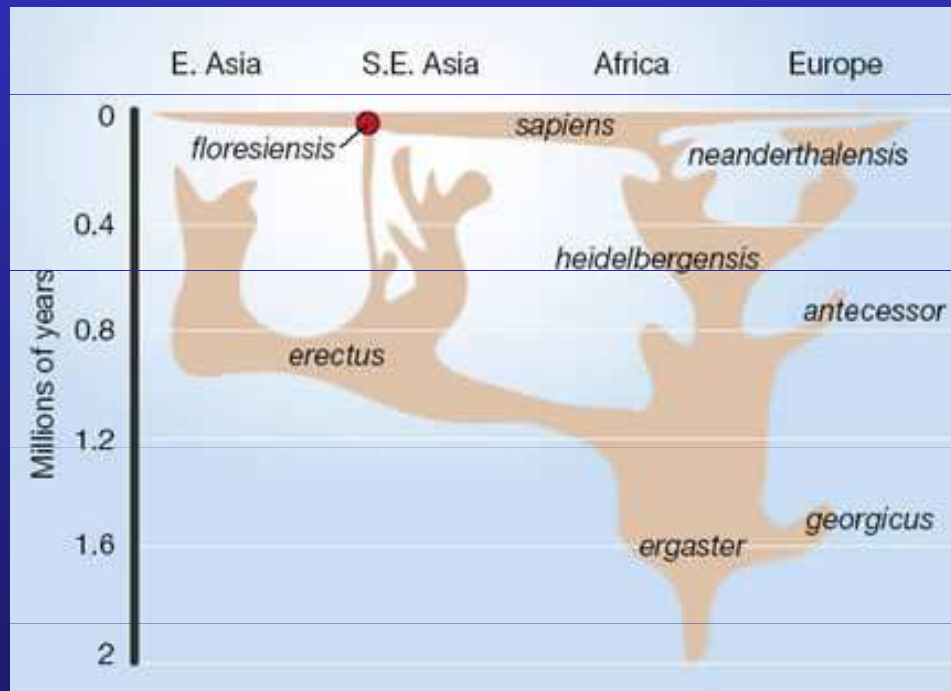 E. Asia S.E. Asia Africa Europe
0
sapiens
floresiensis
neanderthalensis
0.4
heidelbergensis
antecessor
0.8
erectus
Millions of years
1.2
georgicus
1.6
ergaster
2